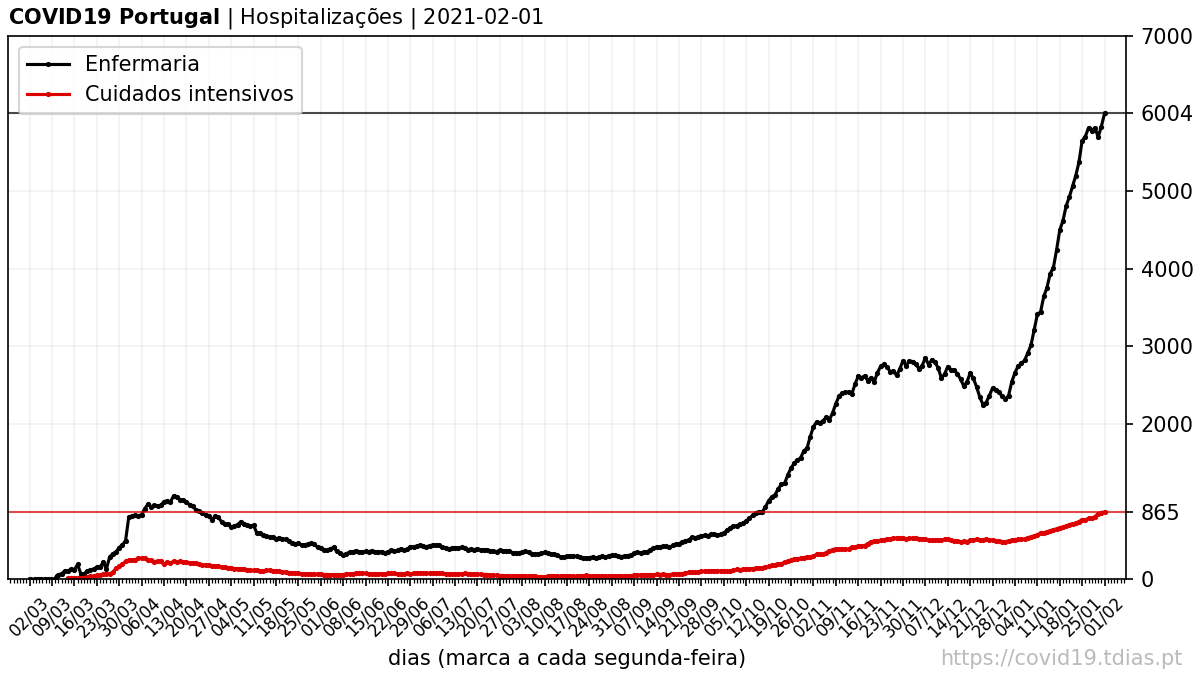 COVID19 Portugal | Hospitalizações | 2021-02-01
Enfermaria
Cuidados intensivos
7000
6004
5000
4000
3000
2000
865
0
02/03 09/03 16/03 23/03 30/03 6/04 13/04 20/04 04/05 11/05 18/05 25/05 01/06 08/06 15/06 22/06 29/06 06/07 13/07 20/07 27/07 03/08 10/08 17/08 24/08 31/08 07/09 14/09 21/09 28/09 05/10 12/10 19/10 26/10 02/11 09/11 16/11 23/11 30/11 07/12 14/12 21/12 28/12 04/01 11/01 18/01 25/01 01/02
dias (marca a cada segunda-feira)
https://covid19.tdias.pt